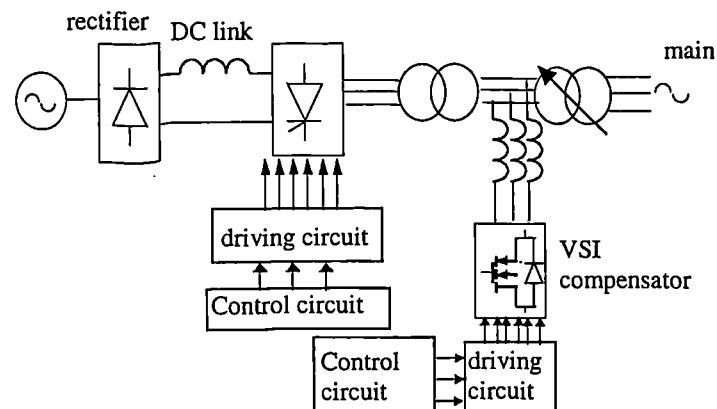 rectifier
DC link
main
driving circuit
Control circuit
VSI
compensator
Control
circuit
driving
circuit